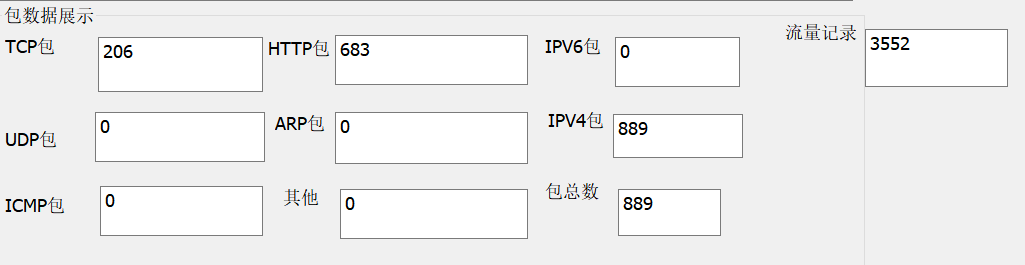 包数据展示
TCP包 206 HTTP包 683 IPV6包 0 流量记录 3552
UDP包 0 ARP包 0 IPV4包 889
ICMP包 0 其他 0 包总数 889